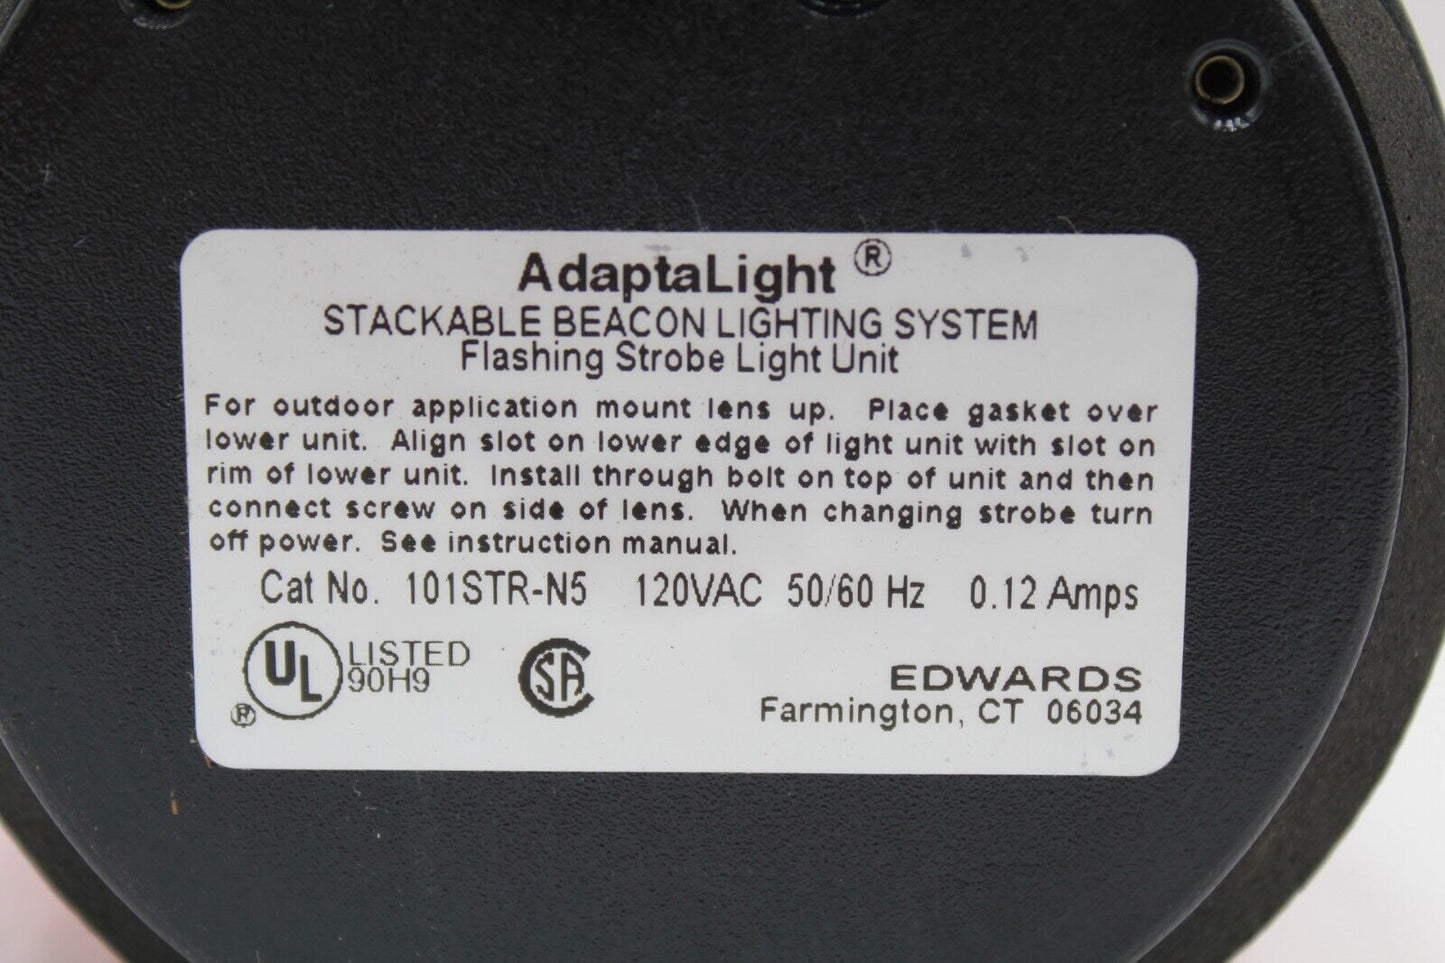 AdaptaLight ®
STACKABLE BEACON LIGHTING SYSTEM
Flashing Strobe Light Unit
For outdoor application mount lens up. Place gasket over
lower unit. Align slot on lower edge of light unit with slot on
rim of lower unit. Install through bolt on top of unit and then
connect screw on side of lens. When changing strobe turn
off power. See instruction manual.
Cat No. 101STR-N5 120VAC 50/60 Hz 0.12 Amps
UL ® LISTED
90H9
CSA
EDWARDS
Farmington, CT 06034